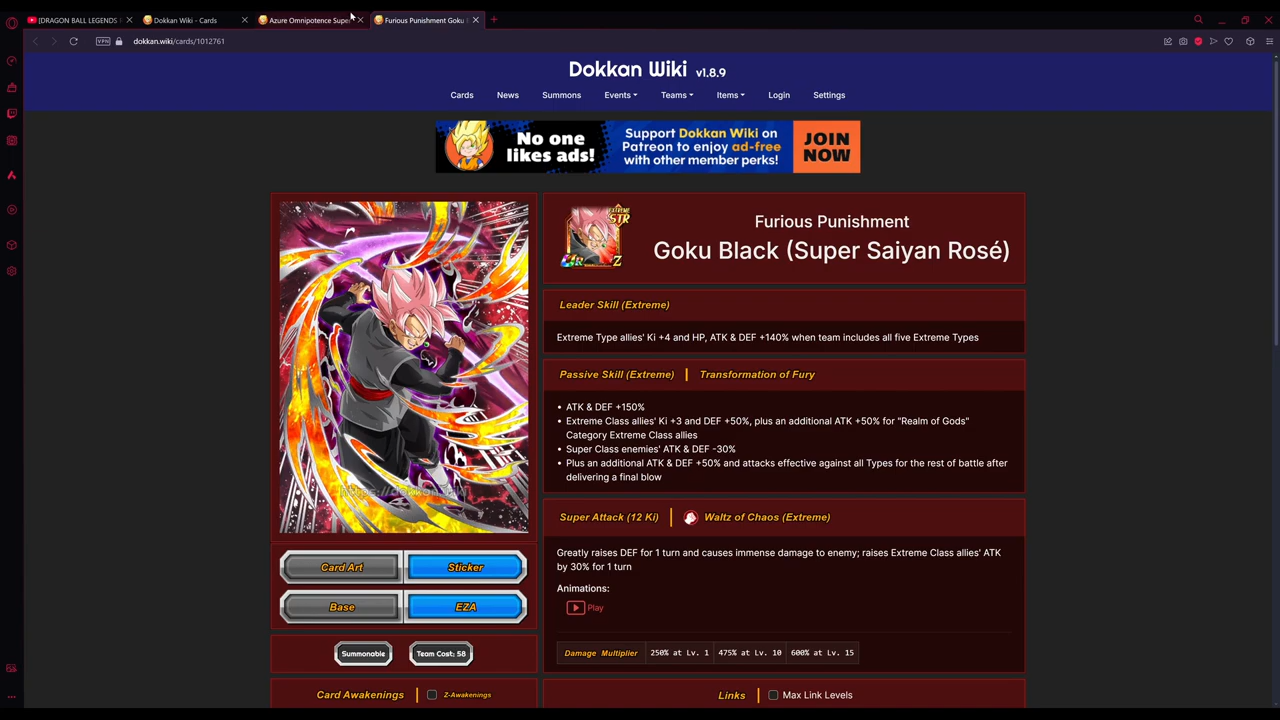 [DRAGON BALL LEGENDS
Dokkan Wiki - Cards
Azure Omnipotence Super
Furious Punishment Goku
VPN
dokkan.wiki/cards/1012761
Dokkan Wiki v1.8.9
Cards News Summons Events Teams Items Login Settings
No one likes ads!
Support Dokkan Wiki on
Patreon to enjoy ad-free
with other member perks!
JOIN NOW
EXTREME STR
Z
Furious Punishment
Goku Black (Super Saiyan Rosé)
Leader Skill (Extreme)
Extreme Type allies' Ki +4 and HP, ATK & DEF +140% when team includes all five Extreme Types
Passive Skill (Extreme) | Transformation of Fury
• ATK & DEF +150%
• Extreme Class allies' Ki +3 and DEF +50%, plus an additional ATK +50% for "Realm of Gods"
Category Extreme Class allies
• Super Class enemies' ATK & DEF -30%
• Plus an additional ATK & DEF +50% and attacks effective against all Types for the rest of battle after
delivering a final blow
Super Attack (12 Ki) | Waltz of Chaos (Extreme)
Greatly raises DEF for 1 turn and causes immense damage to enemy; raises Extreme Class allies' ATK
by 30% for 1 turn
Animations:
Play
Damage Multiplier 250% at Lv. 1 475% at Lv. 10 600% at Lv. 15
Card Art Sticker
Base EZA
Summonable Team Cost: 58
Card Awakenings | Z-Awakenings
Links | Max Link Levels